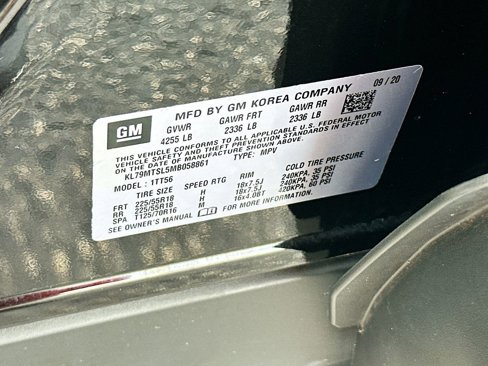 MFD BY GM KOREA COMPANY 09 / 20
GM GVWR GAWR FRT GAWR RR
4255 LB 2336 LB 2336 LB
THIS VEHICLE CONFORMS TO ALL APPLICABLE U.S. FEDERAL MOTOR
VEHICLE SAFETY AND THEFT PREVENTION STANDARDS IN EFFECT
ON THE DATE OF MANUFACTURE SHOWN ABOVE.
KL79MTSL5MB058861 TYPE: MPV
MODEL: 1TT56
TIRE SIZE SPEED RTG RIM COLD TIRE PRESSURE
FRT 225/55R18 H 18x7.5J 240KPA, 35 PSI
RR 225/55R18 H 18x7.5J 240KPA, 35 PSI
SPA T125/70R16 M 16x4.0BT 420KPA, 60 PSI
SEE OWNER'S MANUAL FOR MORE INFORMATION.